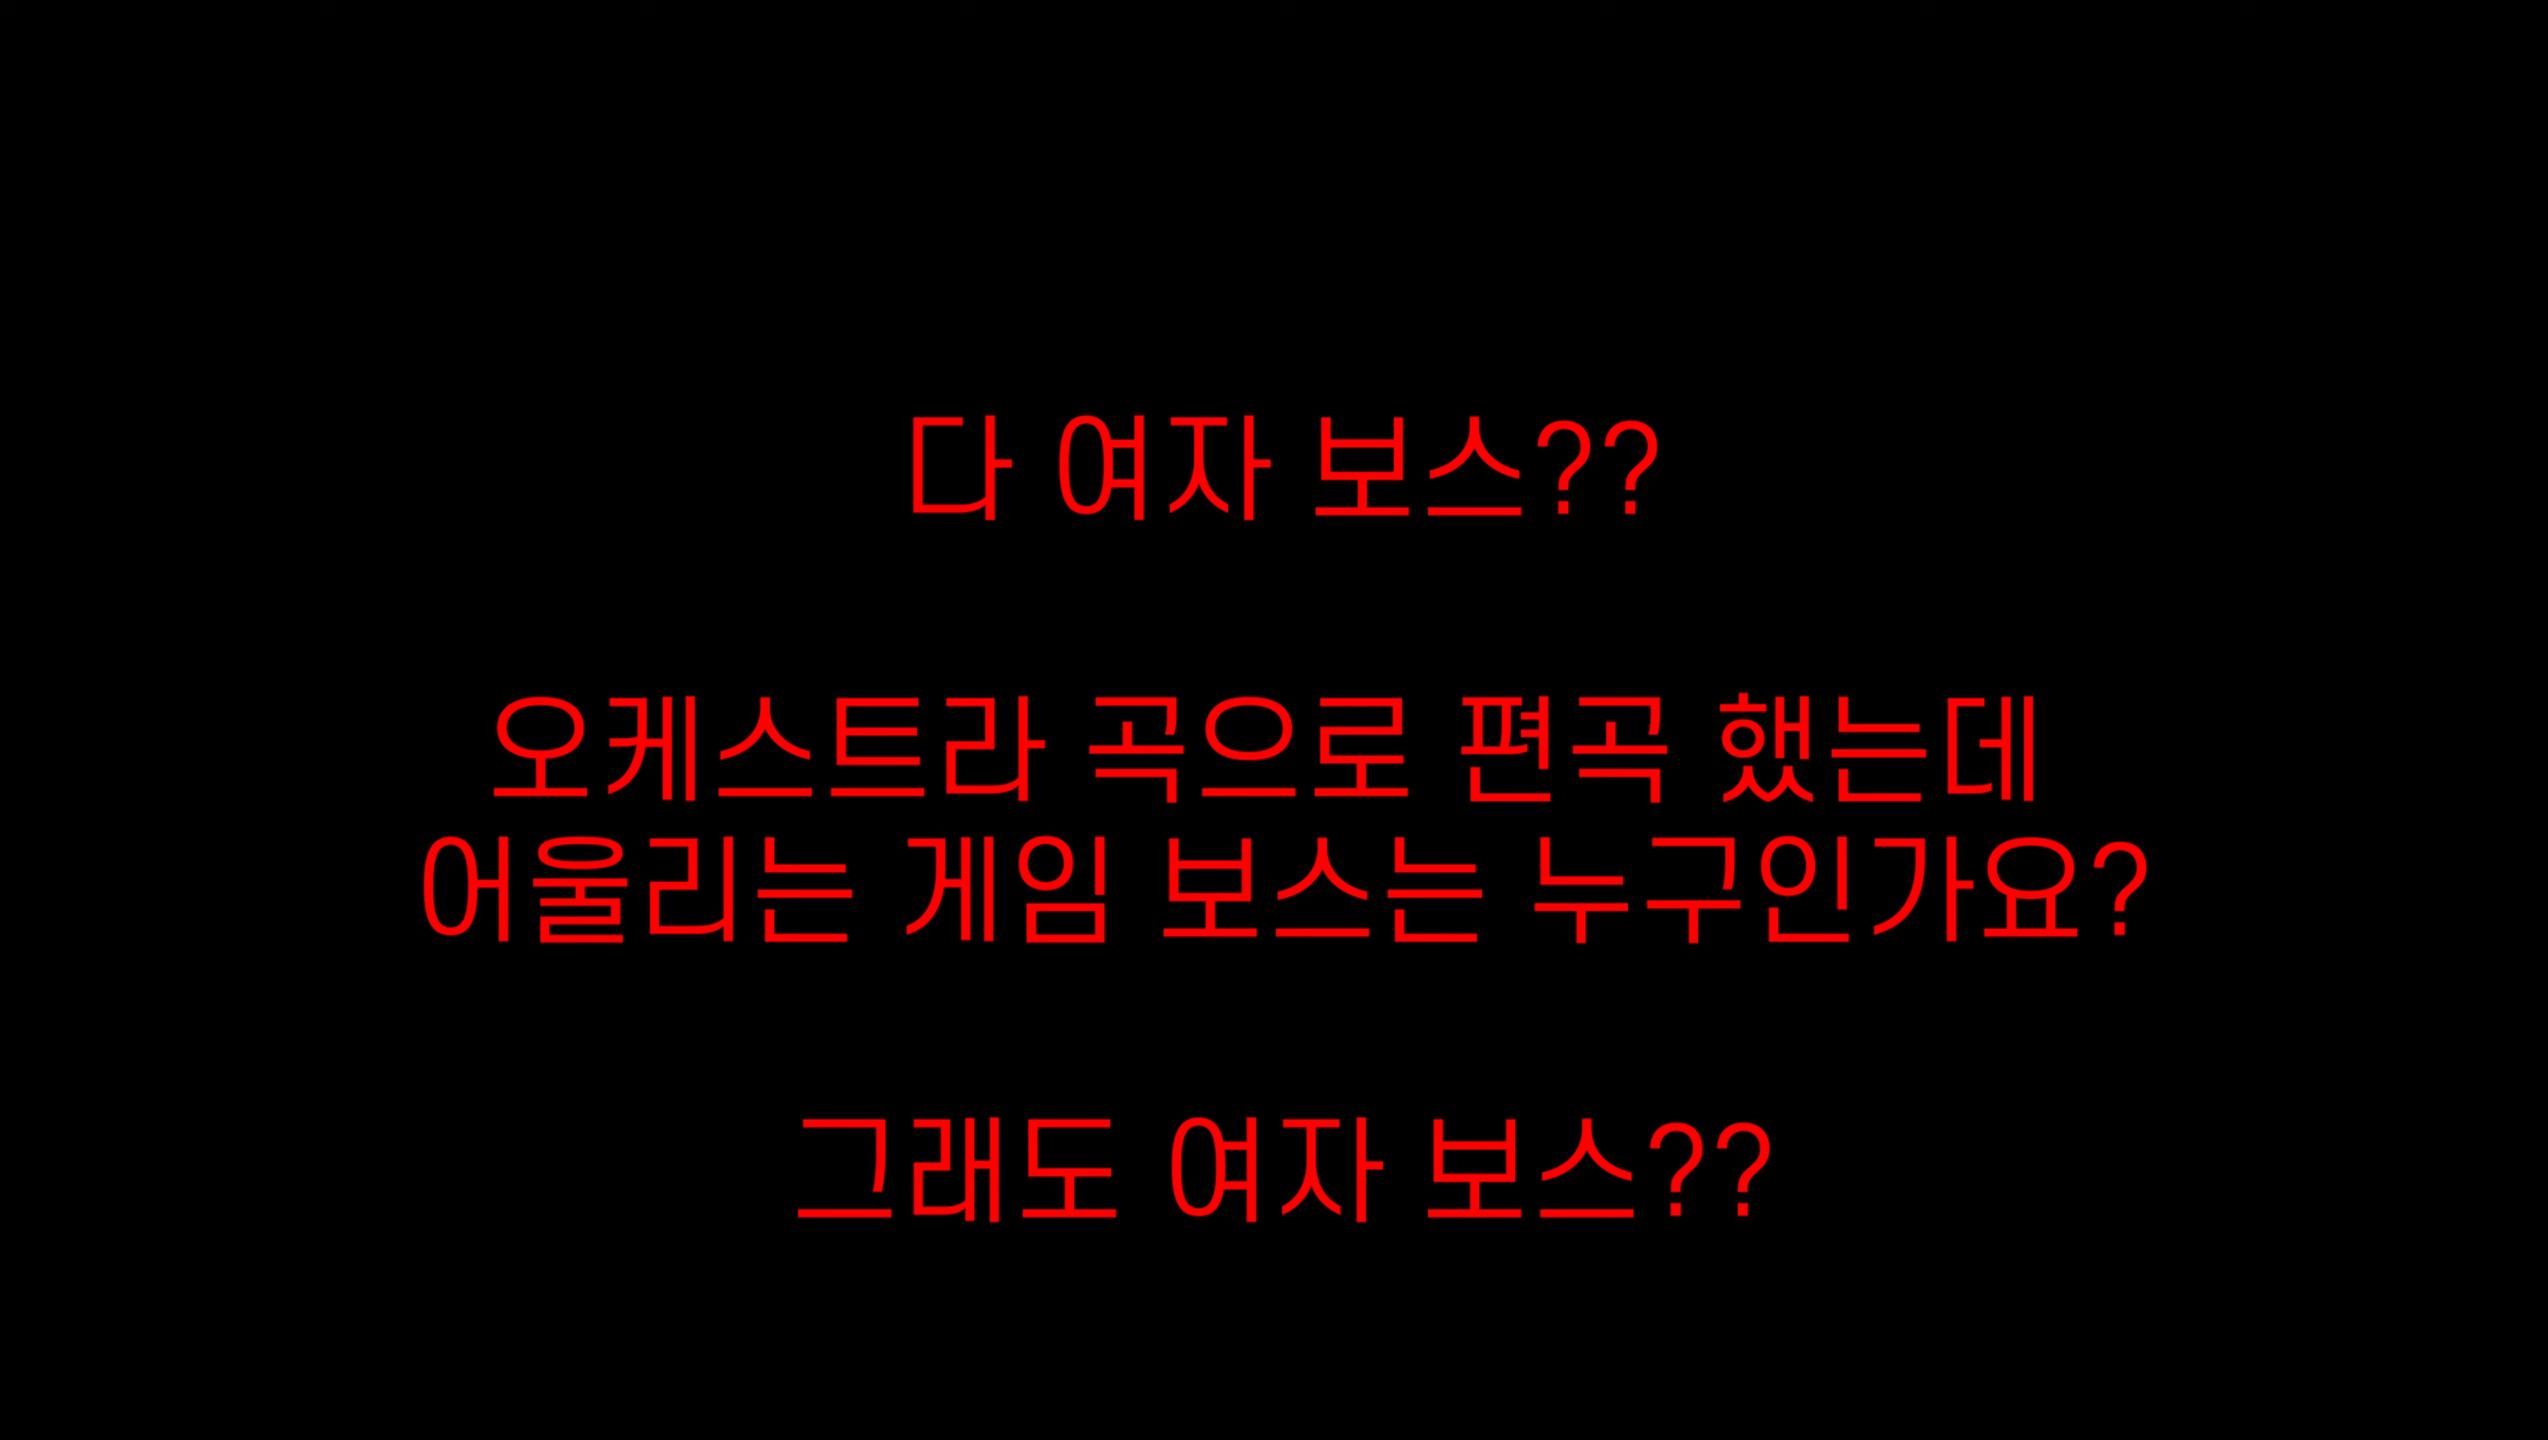 다 여자 보스??
오케스트라 곡으로 편곡 했는데
어울리는 게임 보스는 누구인가요?
그래도 여자 보스??